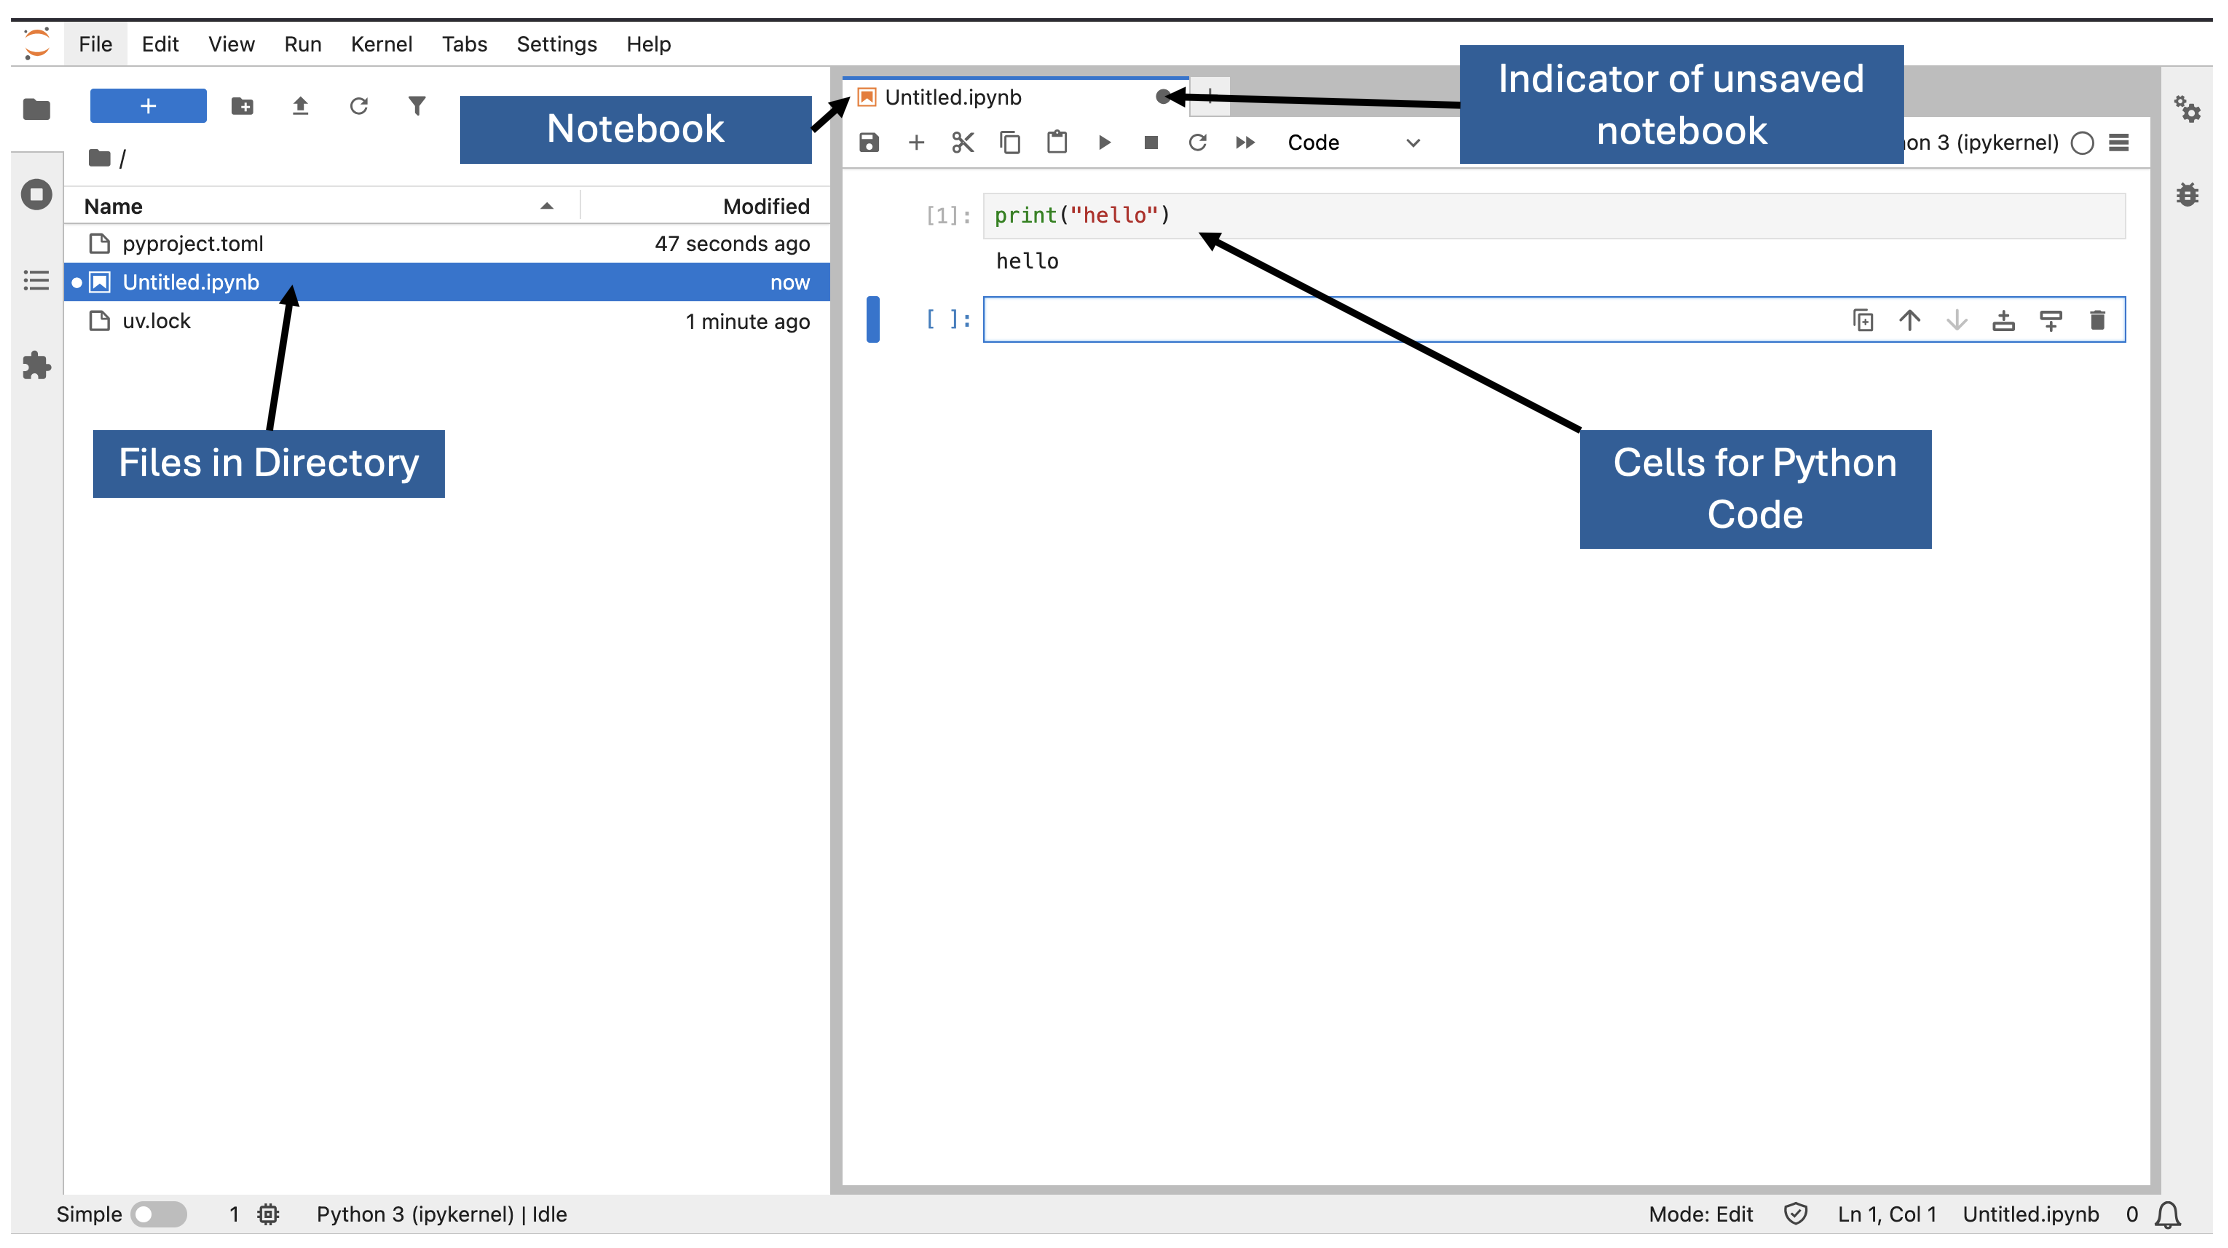 File Edit View Run Kernel Tabs Settings Help
Notebook
Untitled.ipynb
Indicator of unsaved
notebook
/
Code
on 3 (ipykernel)
Name Modified
pyproject.toml 47 seconds ago
Untitled.ipynb now
uv.lock 1 minute ago
[1]: print("hello")
hello
[ ]:
Files in Directory
Cells for Python
Code
Simple 1 Python 3 (ipykernel) | Idle Mode: Edit Ln 1, Col 1 Untitled.ipynb 0